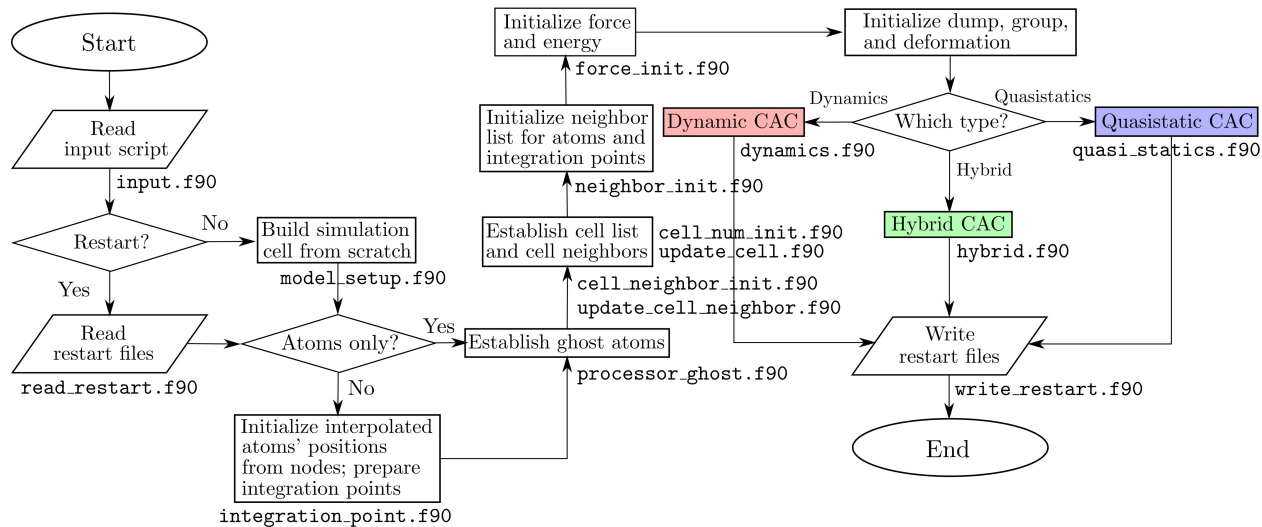 Start
Read
input script
input.f90
Restart?
No
Yes
Build simulation
cell from scratch
model_setup.f90
Read
restart files
read_restart.f90
Atoms only?
Yes
No
Initialize interpolated
atoms' positions
from nodes; prepare
integration points
integration_point.f90
Establish ghost atoms
processor_ghost.f90
Establish cell list
and cell neighbors
cell_num_init.f90
update_cell.f90
cell_neighbor_init.f90
update_cell_neighbor.f90
Initialize neighbor
list for atoms and
integration points
neighbor_init.f90
Initialize force
and energy
force_init.f90
Initialize dump, group,
and deformation
Which type?
Dynamics
Quasistatics
Hybrid
Dynamic CAC
dynamics.f90
Quasistatic CAC
quasi_statics.f90
Hybrid CAC
hybrid.f90
Write
restart files
write_restart.f90
End